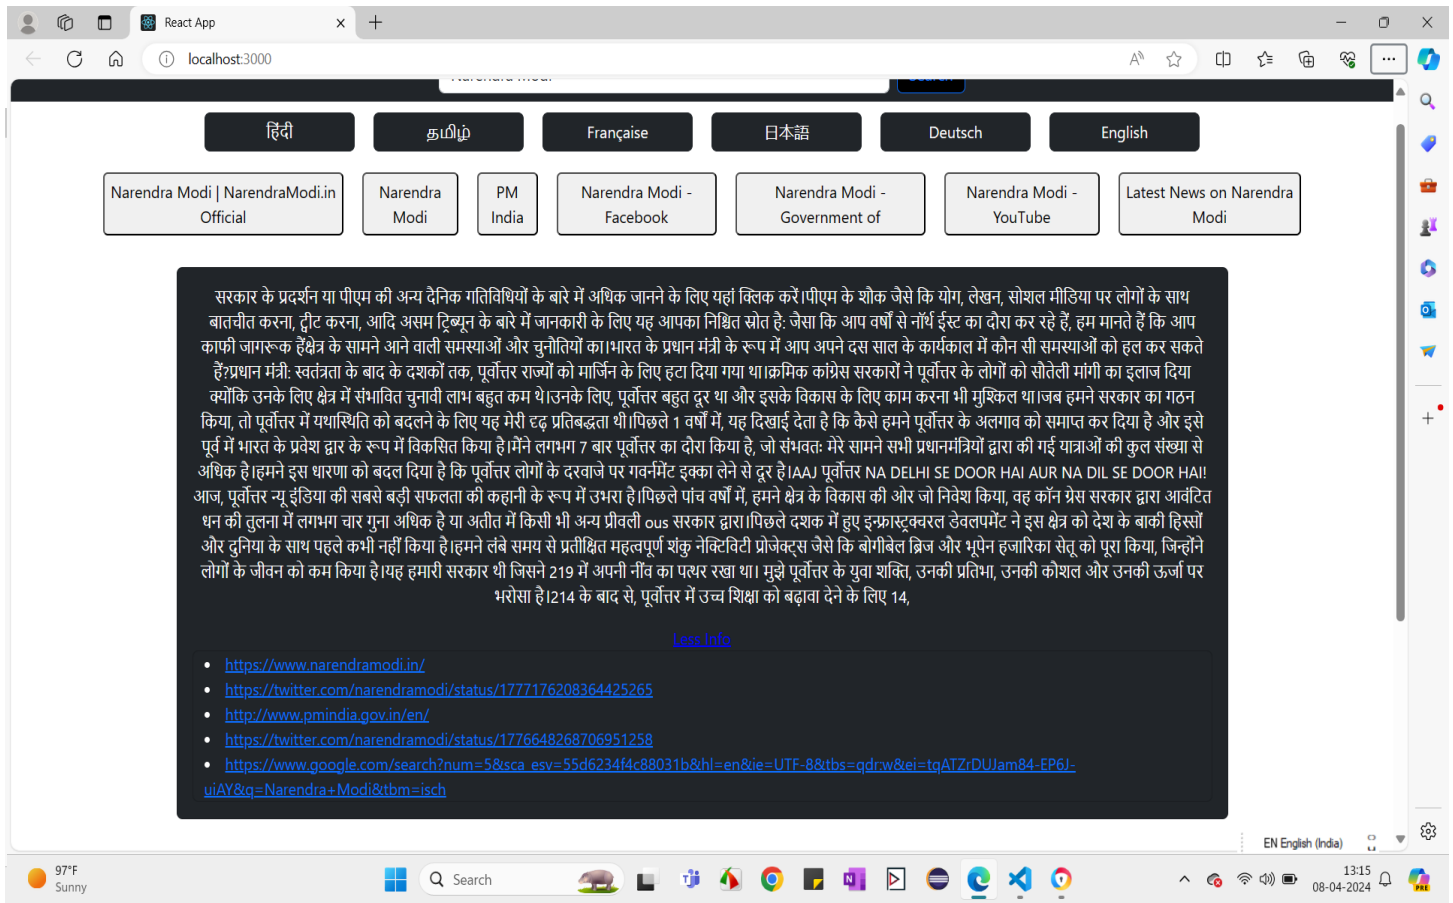 React App
localhost:3000
हिंदी
தமிழ்
Française
日本語
Deutsch
English
Narendra Modi | NarendraModi.in
Official
Narendra
Modi
PM
India
Narendra Modi -
Facebook
Narendra Modi -
Government of
Narendra Modi -
YouTube
Latest News on Narendra
Modi
सरकार के प्रदर्शन या पीएम की अन्य दैनिक गतिविधियों के बारे में अधिक जानने के लिए यहां क्लिक करें।पीएम के शौक जैसे कि योग, लेखन, सोशल मीडिया पर लोगों के साथ
बातचीत करना, ट्वीट करना, आदि असम ट्रिब्यून के बारे में जानकारी के लिए यह आपका निश्चित स्रोत है: जैसा कि आप वर्षों से नॉर्थ ईस्ट का दौरा कर रहे हैं, हम मानते हैं कि आप
काफी जागरूक हैंक्षेत्र के सामने आने वाली समस्याओं और चुनौतियों का।भारत के प्रधान मंत्री के रूप में आप अपने दस साल के कार्यकाल में कौन सी समस्याओं को हल कर सकते
हैं?प्रधान मंत्री: स्वतंत्रता के बाद के दशकों तक, पूर्वोत्तर राज्यों को मार्जिन के लिए हटा दिया गया था।क्रमिक कांग्रेस सरकारों ने पूर्वोत्तर के लोगों को सौतेली मांगी का इलाज दिया
क्योंकि उनके लिए क्षेत्र में संभावित चुनावी लाभ बहुत कम थे।उनके लिए, पूर्वोत्तर बहुत दूर था और इसके विकास के लिए काम करना भी मुश्किल था।जब हमने सरकार का गठन
किया, तो पूर्वोत्तर में यथास्थिति को बदलने के लिए यह मेरी दृढ़ प्रतिबद्धता थी।पिछले 1 वर्षों में, यह दिखाई देता है कि कैसे हमने पूर्वोत्तर के अलगाव को समाप्त कर दिया है और इसे
पूर्व में भारत के प्रवेश द्वार के रूप में विकसित किया है।मैंने लगभग 7 बार पूर्वोत्तर का दौरा किया है, जो संभवतः मेरे सामने सभी प्रधानमंत्रियों द्वारा की गई यात्राओं की कुल संख्या से
अधिक है।हमने इस धारणा को बदल दिया है कि पूर्वोत्तर लोगों के दरवाजे पर गवर्नमेंट इक्का लेने से दूर है।AAJ पूर्वोत्तर NA DELHI SE DOOR HAI AUR NA DIL SE DOOR HAI!
आज, पूर्वोत्तर न्यू इंडिया की सबसे बड़ी सफलता की कहानी के रूप में उभरा है।पिछले पांच वर्षों में, हमने क्षेत्र के विकास की ओर जो निवेश किया, वह कॉन ग्रेस सरकार द्वारा आवंटित
धन की तुलना में लगभग चार गुना अधिक है या अतीत में किसी भी अन्य प्रीवली ous सरकार द्वारा।पिछले दशक में हुए इन्फ्रास्ट्रक्चरल डेवलपमेंट ने इस क्षेत्र को देश के बाकी हिस्सों
और दुनिया के साथ पहले कभी नहीं किया है।हमने लंबे समय से प्रतीक्षित महत्वपूर्ण शंकु नेक्टिविटी प्रोजेक्ट्स जैसे कि बोगीबेल ब्रिज और भूपेन हजारिका सेतू को पूरा किया, जिन्होंने
लोगों के जीवन को कम किया है।यह हमारी सरकार थी जिसने 219 में अपनी नींव का पत्थर रखा था। मुझे पूर्वोत्तर के युवा शक्ति, उनकी प्रतिभा, उनकी कौशल और उनकी ऊर्जा पर
भरोसा है।214 के बाद से, पूर्वोत्तर में उच्च शिक्षा को बढ़ावा देने के लिए 14,
Less Info
https://www.narendramodi.in/
https://twitter.com/narendramodi/status/1777176208364425265
http://www.pmindia.gov.in/en/
https://twitter.com/narendramodi/status/1776648268706951258
https://www.google.com/search?num=5&sca_esv=55d6234f4c88031b&hl=en&ie=UTF-8&tbs=qdr:w&ei=tqATZrDUJam84-EP6J-
uiAY&q=Narendra+Modi&tbm=isch
EN English (India)
97°F
Sunny
Search
13:15
08-04-2024
PRE